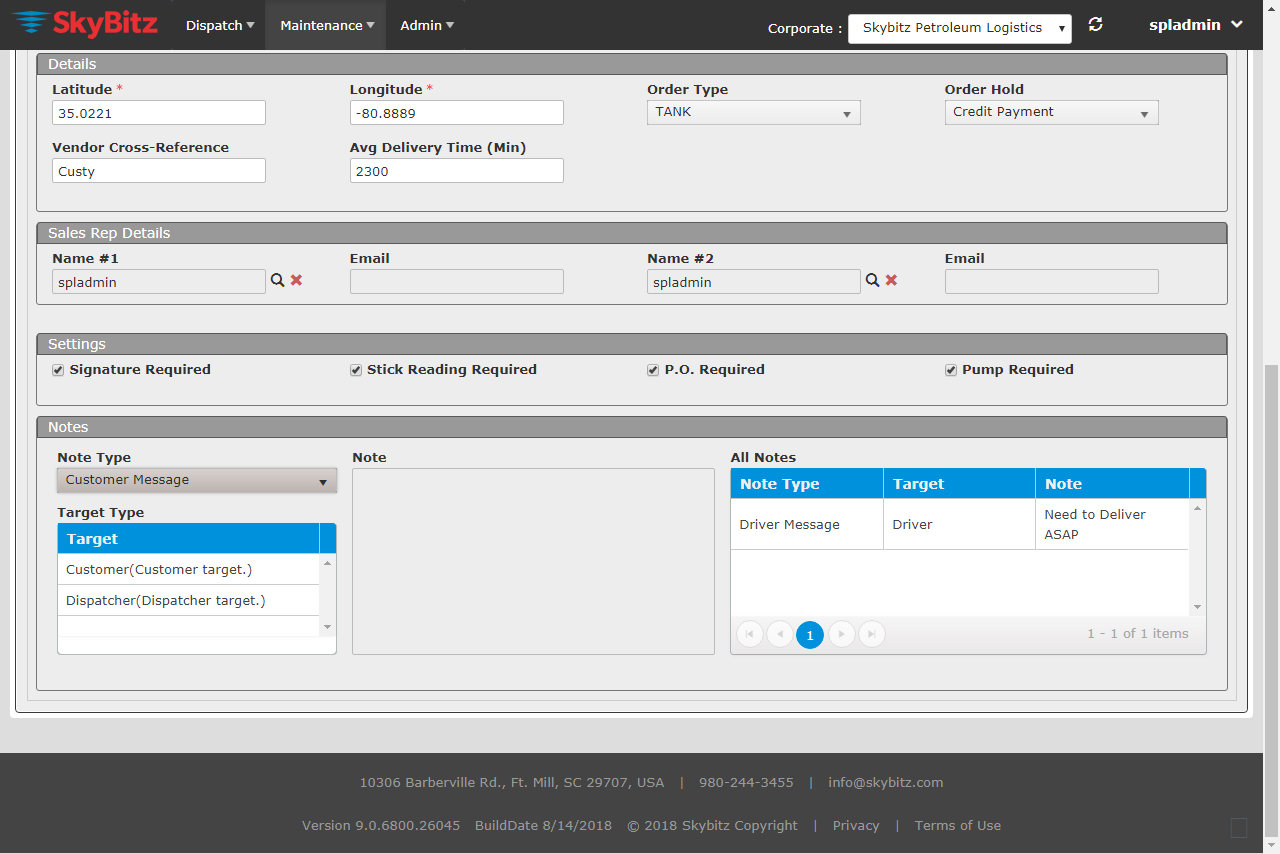 SkyBitz Dispatch Maintenance Admin Corporate : Skybitz Petroleum Logistics spladmin
Details
Latitude * Longitude * Order Type Order Hold
35.0221 -80.8889 TANK Credit Payment
Vendor Cross-Reference Avg Delivery Time (Min)
Custy 2300
Sales Rep Details
Name #1 Email Name #2 Email
spladmin spladmin
Settings
Signature Required Stick Reading Required P.O. Required Pump Required
Notes
Note Type Note All Notes
Customer Message
Note Type Target Note
Driver Message Driver Need to Deliver
ASAP
Target Type
Target
Customer(Customer target.)
Dispatcher(Dispatcher target.)
1 1 - 1 of 1 items
10306 Barberville Rd., Ft. Mill, SC 29707, USA | 980-244-3455 | info@skybitz.com
Version 9.0.6800.26045 BuildDate 8/14/2018 © 2018 Skybitz Copyright | Privacy | Terms of Use